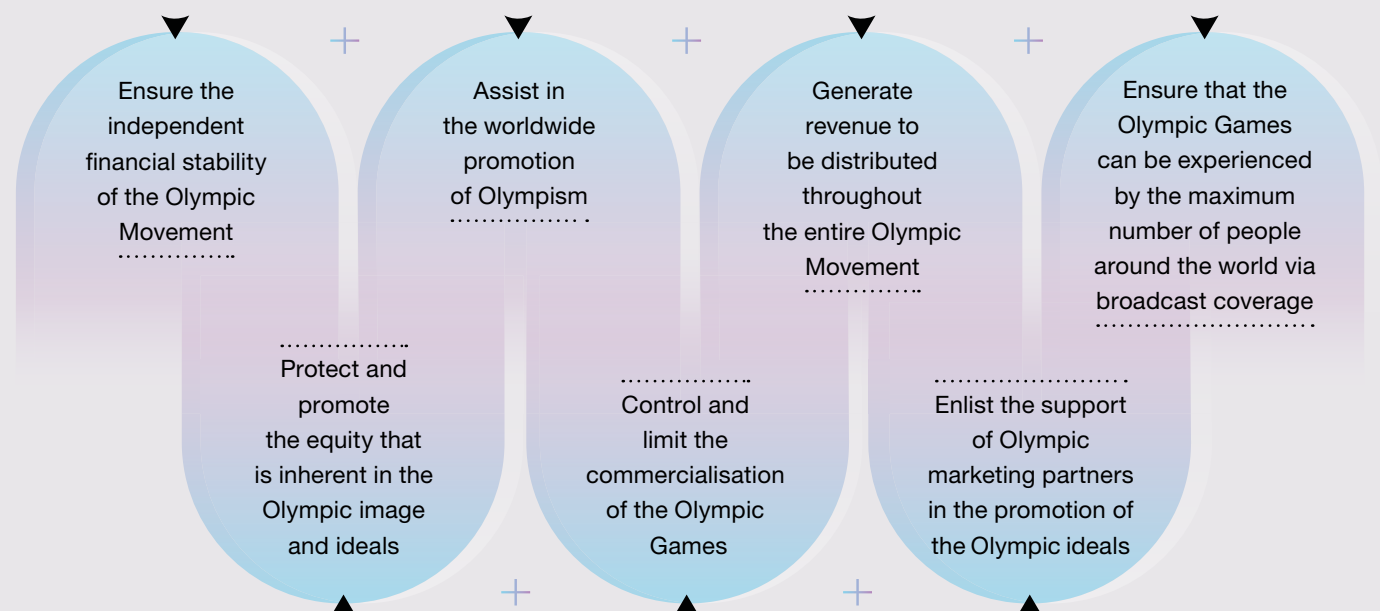 Ensure the
independent
financial stability
of the Olympic
Movement
Assist in
the worldwide
promotion
of Olympism
Generate
revenue to
be distributed
throughout
the entire Olympic
Movement
Ensure that the
Olympic Games
can be experienced
by the maximum
number of people
around the world via
broadcast coverage
Protect and
promote
the equity that
is inherent in the
Olympic image
and ideals
Control and
limit the
commercialisation
of the Olympic
Games
Enlist the support
of Olympic
marketing partners
in the promotion of
the Olympic ideals